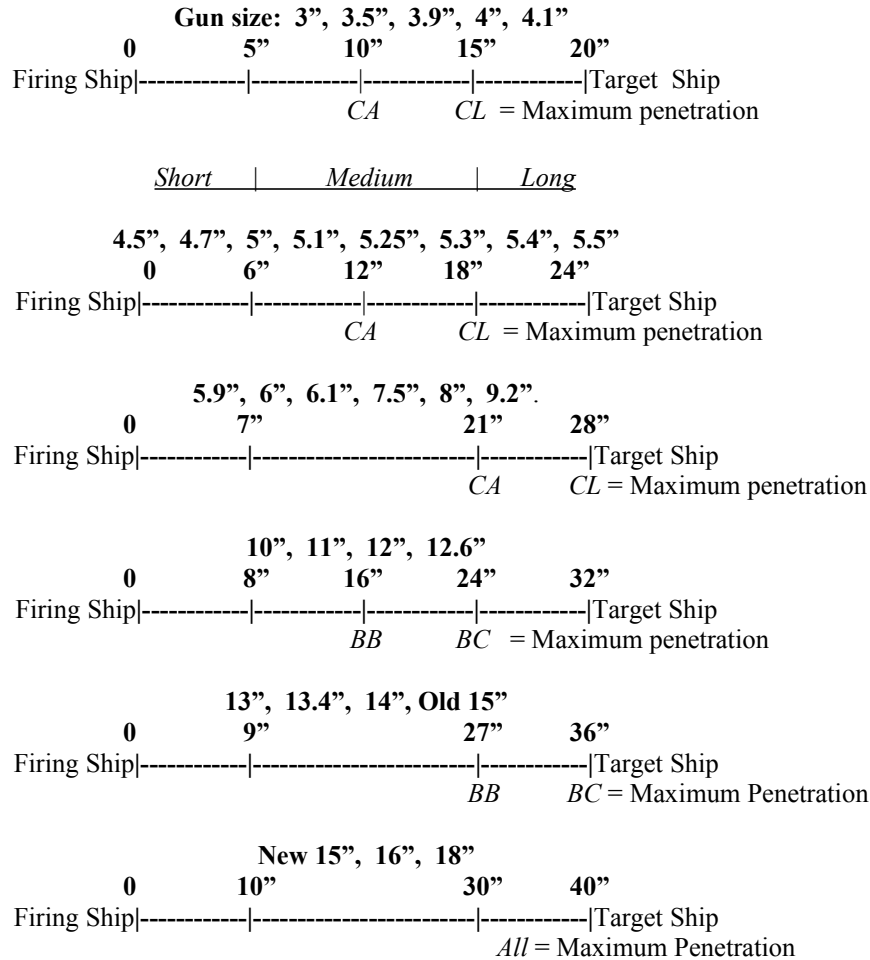 Gun size: 3”, 3.5”, 3.9”, 4”, 4.1”
0 5” 10” 15” 20”
Firing Ship|------------|------------|------------|------------|Target Ship
CA CL = Maximum penetration
Short | Medium | Long
4.5”, 4.7”, 5”, 5.1”, 5.25”, 5.3”, 5.4”, 5.5”
0 6” 12” 18” 24”
Firing Ship|------------|------------|------------|------------|Target Ship
CA CL = Maximum penetration
5.9”, 6”, 6.1”, 7.5”, 8”, 9.2”.
0 7” 21” 28”
Firing Ship|------------|-------------------------|------------|Target Ship
CA CL = Maximum penetration
10”, 11”, 12”, 12.6”
0 8” 16” 24” 32”
Firing Ship|------------|------------|------------|------------|Target Ship
BB BC = Maximum penetration
13”, 13.4”, 14”, Old 15”
0 9” 27” 36”
Firing Ship|------------|-------------------------|------------|Target Ship
BB BC = Maximum Penetration
New 15”, 16”, 18”
0 10” 30” 40”
Firing Ship|------------|-------------------------|------------|Target Ship
All = Maximum Penetration